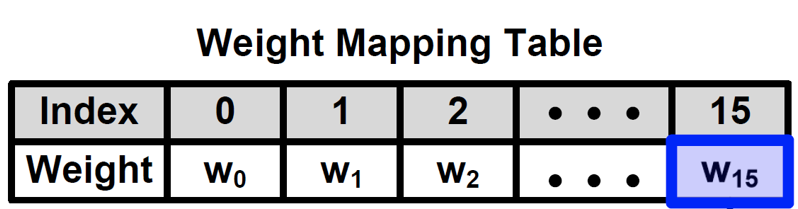 Weight Mapping Table
Index 0 1 2 • • • 15
Weight w₀ w₁ w₂ • • • w₁₅